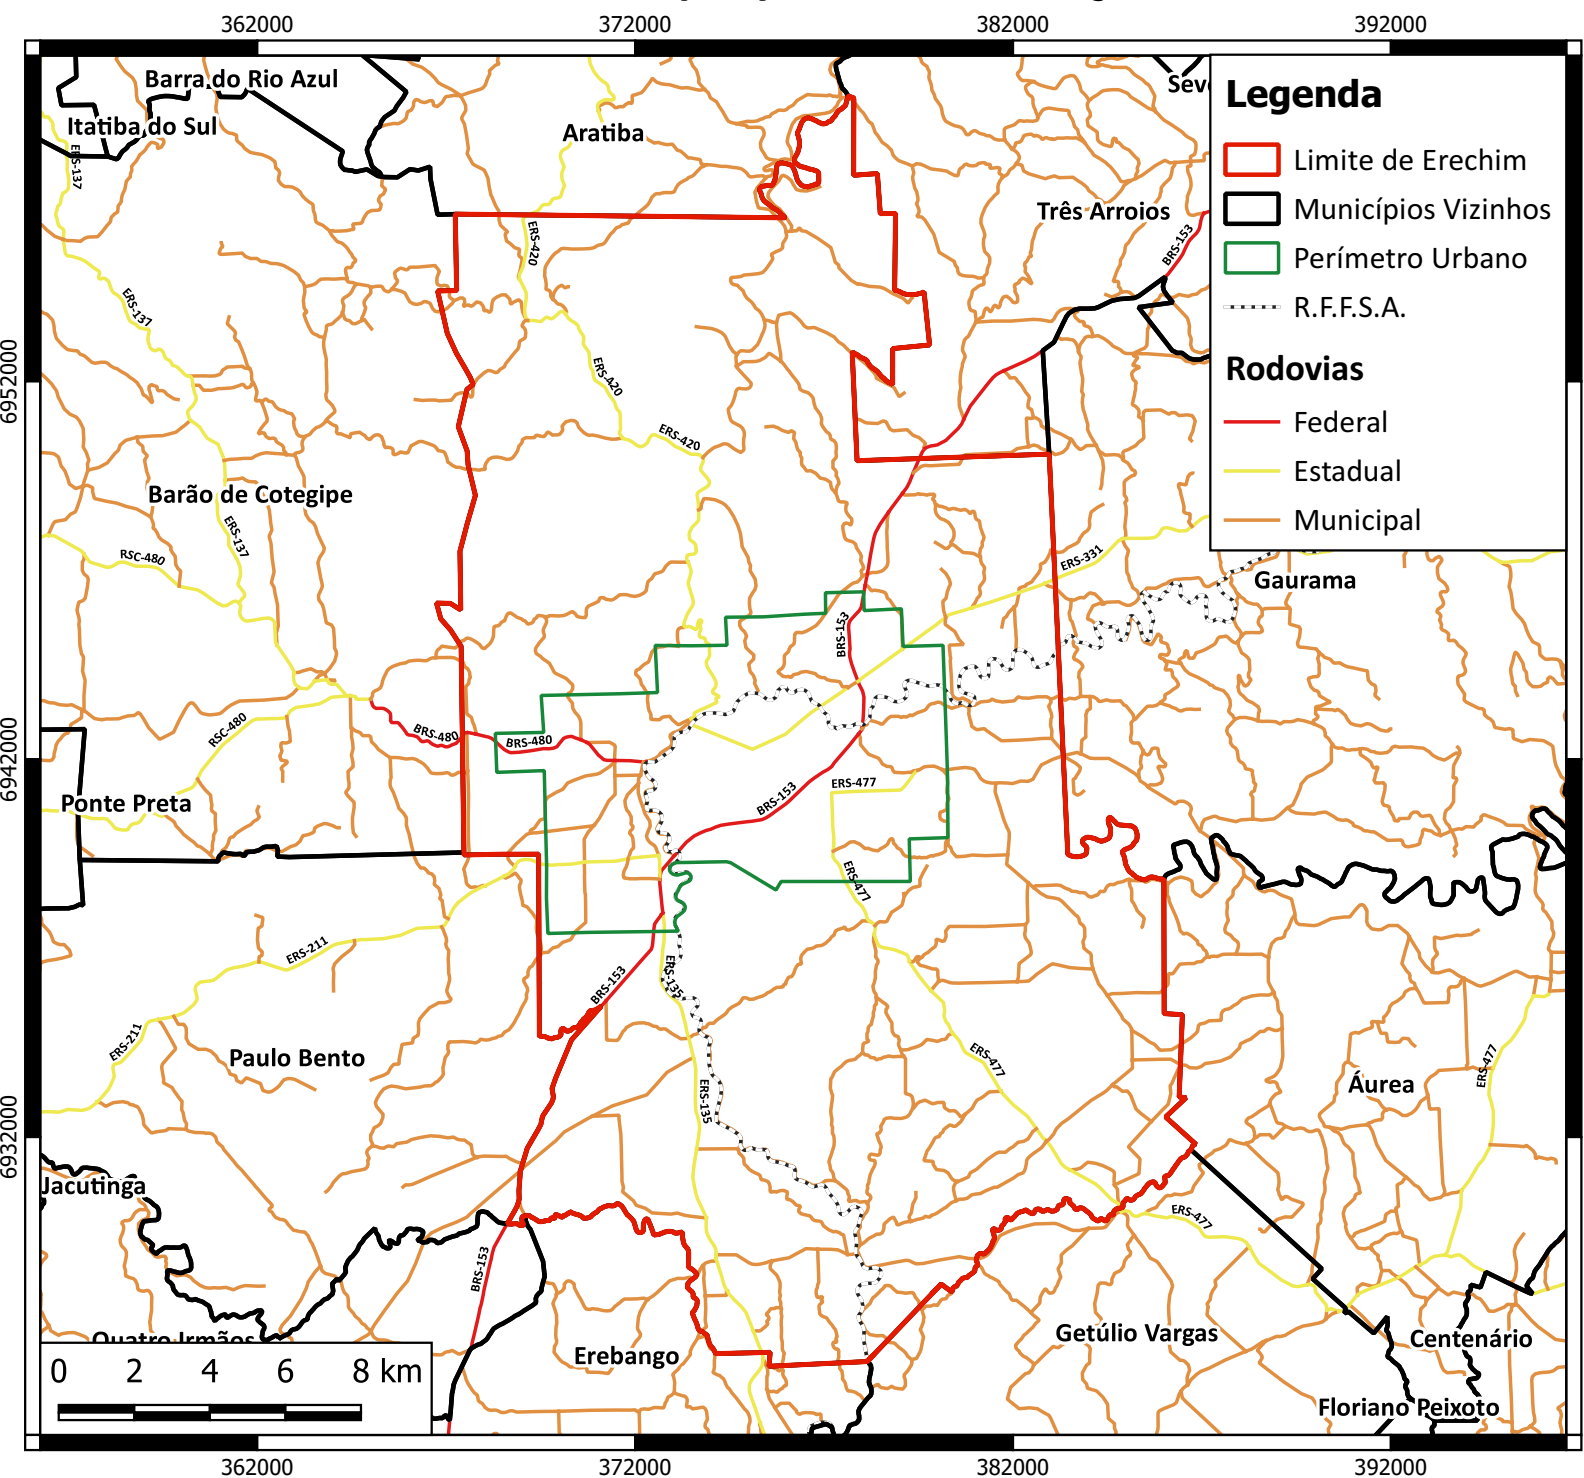 362000
372000
382000
392000
Barra do Rio Azul
Itatiba do Sul
Aratiba
Três Arroios
ERS-137
ERS-420
BRS-153
Legenda
Limite de Erechim
Municípios Vizinhos
Perímetro Urbano
R.F.F.S.A.
Rodovias
Federal
Estadual
Municipal
ERS-137
6952000
ERS-420
ERS-420
Barão de Cotegipe
ERS-137
RSC-480
ERS-331
Gaurama
BRS-153
RSC-480
BRS-480
BRS-480
6942000
Ponte Preta
ERS-477
BRS-153
ERS-477
ERS-211
ERS-135
BRS-153
ERS-211
Paulo Bento
ERS-477
ERS-477
Áurea
ERS-135
6932000
Jacutinga
ERS-477
BRS-153
Quatro Irmãos
Erebango
Getúlio Vargas
Centenário
Floriano Peixoto
0 2 4 6 8 km
362000
372000
382000
392000